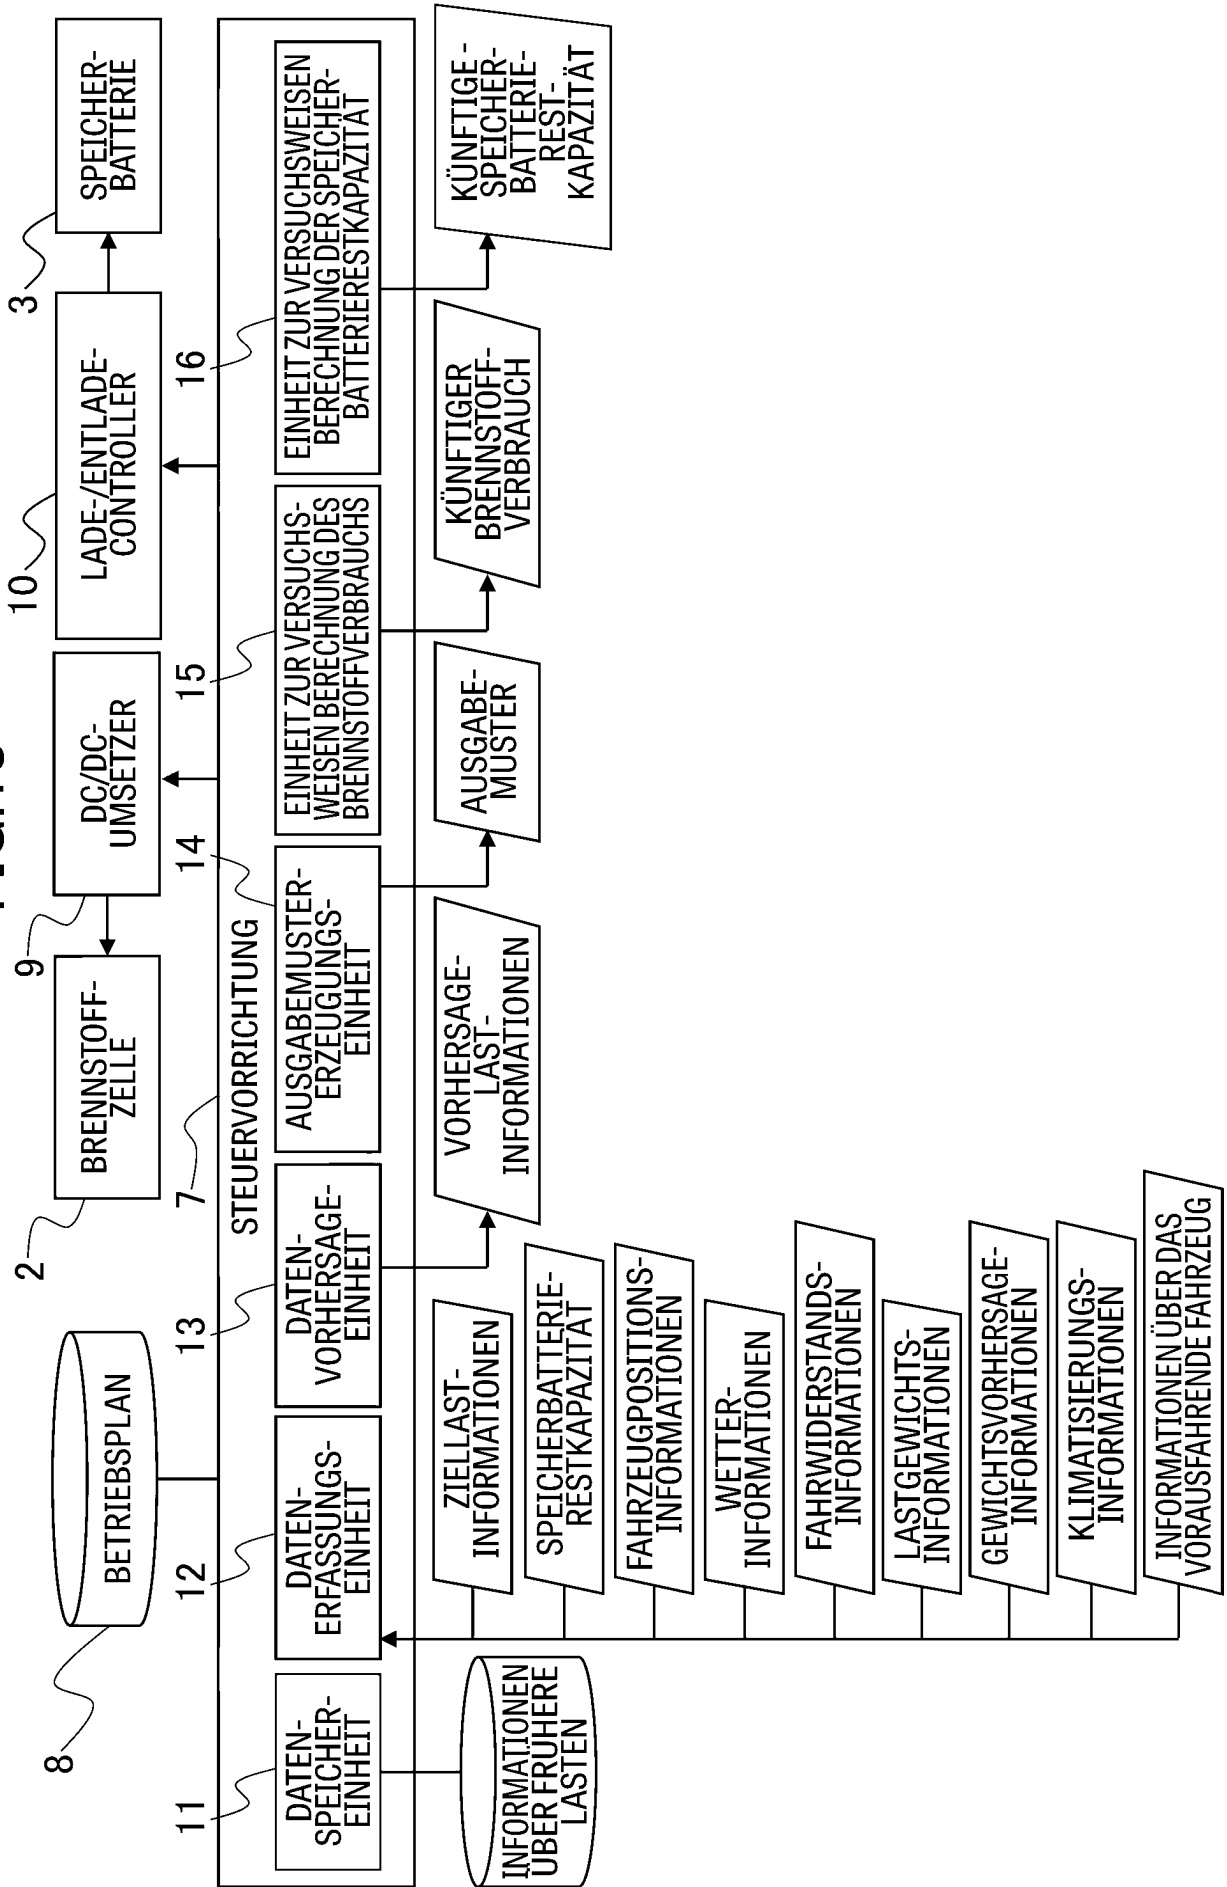 8
2
9
10
3
BETRIEBSPLAN
BRENNSTOFF-
ZELLE
DC/DC-
UMSETZER
LADE-/ENTLADE-
CONTROLLER
SPEICHER-
BATTERIE
11
12
13
7
14
15
16
STEUERVORRICHTUNG
DATEN-
SPEICHER-
EINHEIT
DATEN-
ERFASSUNGS-
EINHEIT
DATEN-
VORHERSAGE-
EINHEIT
AUSGABEMUSTER-
ERZEUGUNGS-
EINHEIT
EINHEIT ZUR VERSUCHS-
WEISEN BERECHNUNG DES
BRENNSTOFFVERBRAUCHS
EINHEIT ZUR VERSUCHSWEISEN
BERECHNUNG DER SPEICHER-
BATTERIERESTKAPAZITÄT
INFORMATIONEN
ÜBER FRÜHERE
LASTEN
ZIELLAST-
INFORMATIONEN
SPEICHERBATTERIE-
RESTKAPAZITÄT
FAHRZEUGPOSITIONS-
INFORMATIONEN
WETTER-
INFORMATIONEN
FAHRWIDERSTANDS-
INFORMATIONEN
LASTGEWICHTS-
INFORMATIONEN
GEWICHTSVORHERSAGE-
INFORMATIONEN
KLIMATISIERUNGS-
INFORMATIONEN
INFORMATIONEN ÜBER DAS
VORAUSFAHRENDE FAHRZEUG
VORHERSAGE-
LAST-
INFORMATIONEN
AUSGABE-
MUSTER
KÜNFTIGER
BRENNSTOFF-
VERBRAUCH
KÜNFTIGE-
SPEICHER-
BATTERIE-
REST-
KAPAZITÄT